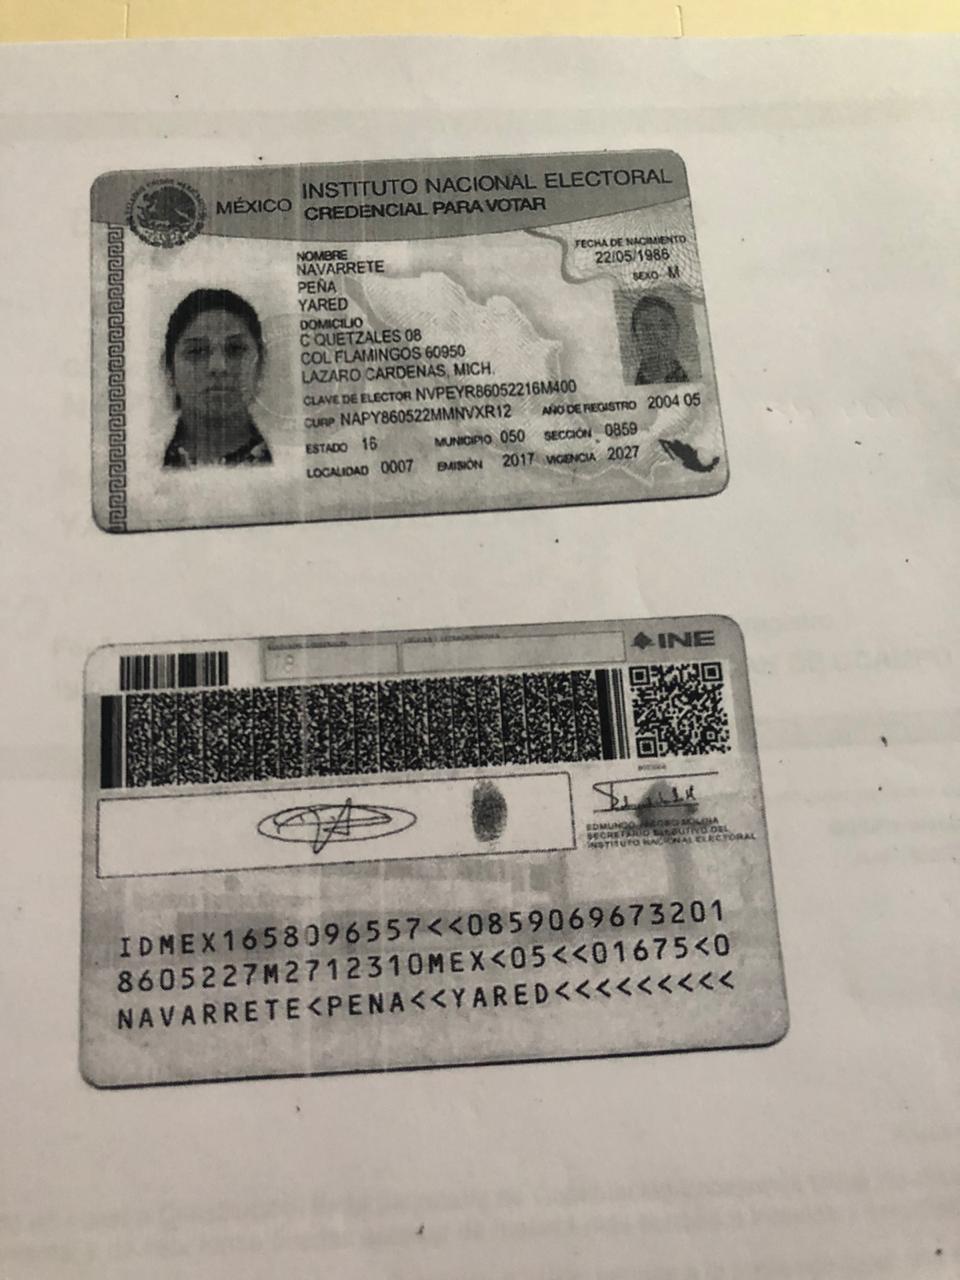 MÉXICO INSTITUTO NACIONAL ELECTORAL
CREDENCIAL PARA VOTAR
NOMBRE
NAVARRETE
PEÑA
YARED
FECHA DE NACIMIENTO
22/05/1986
SEXO M
DOMICILIO
C QUETZALES 08
COL FLAMINGOS 60950
LAZARO CARDENAS, MICH.
CLAVE DE ELECTOR NVPEYR86052216M400
CURP NAPY860522MMNVXR12 AÑO DE REGISTRO 2004 05
ESTADO 16 MUNICIPIO 050 SECCIÓN 0859
LOCALIDAD 0007 EMISIÓN 2017 VIGENCIA 2027
INE
EDMUNDO JACOBO MOLINA
SECRETARIO EJECUTIVO DEL
INSTITUTO NACIONAL ELECTORAL
IDMEX1658096557<<0859069673201
8605227M2712310MEX<05<<01675<0
NAVARRETE<PENA<<YARED<<<<<<<<<